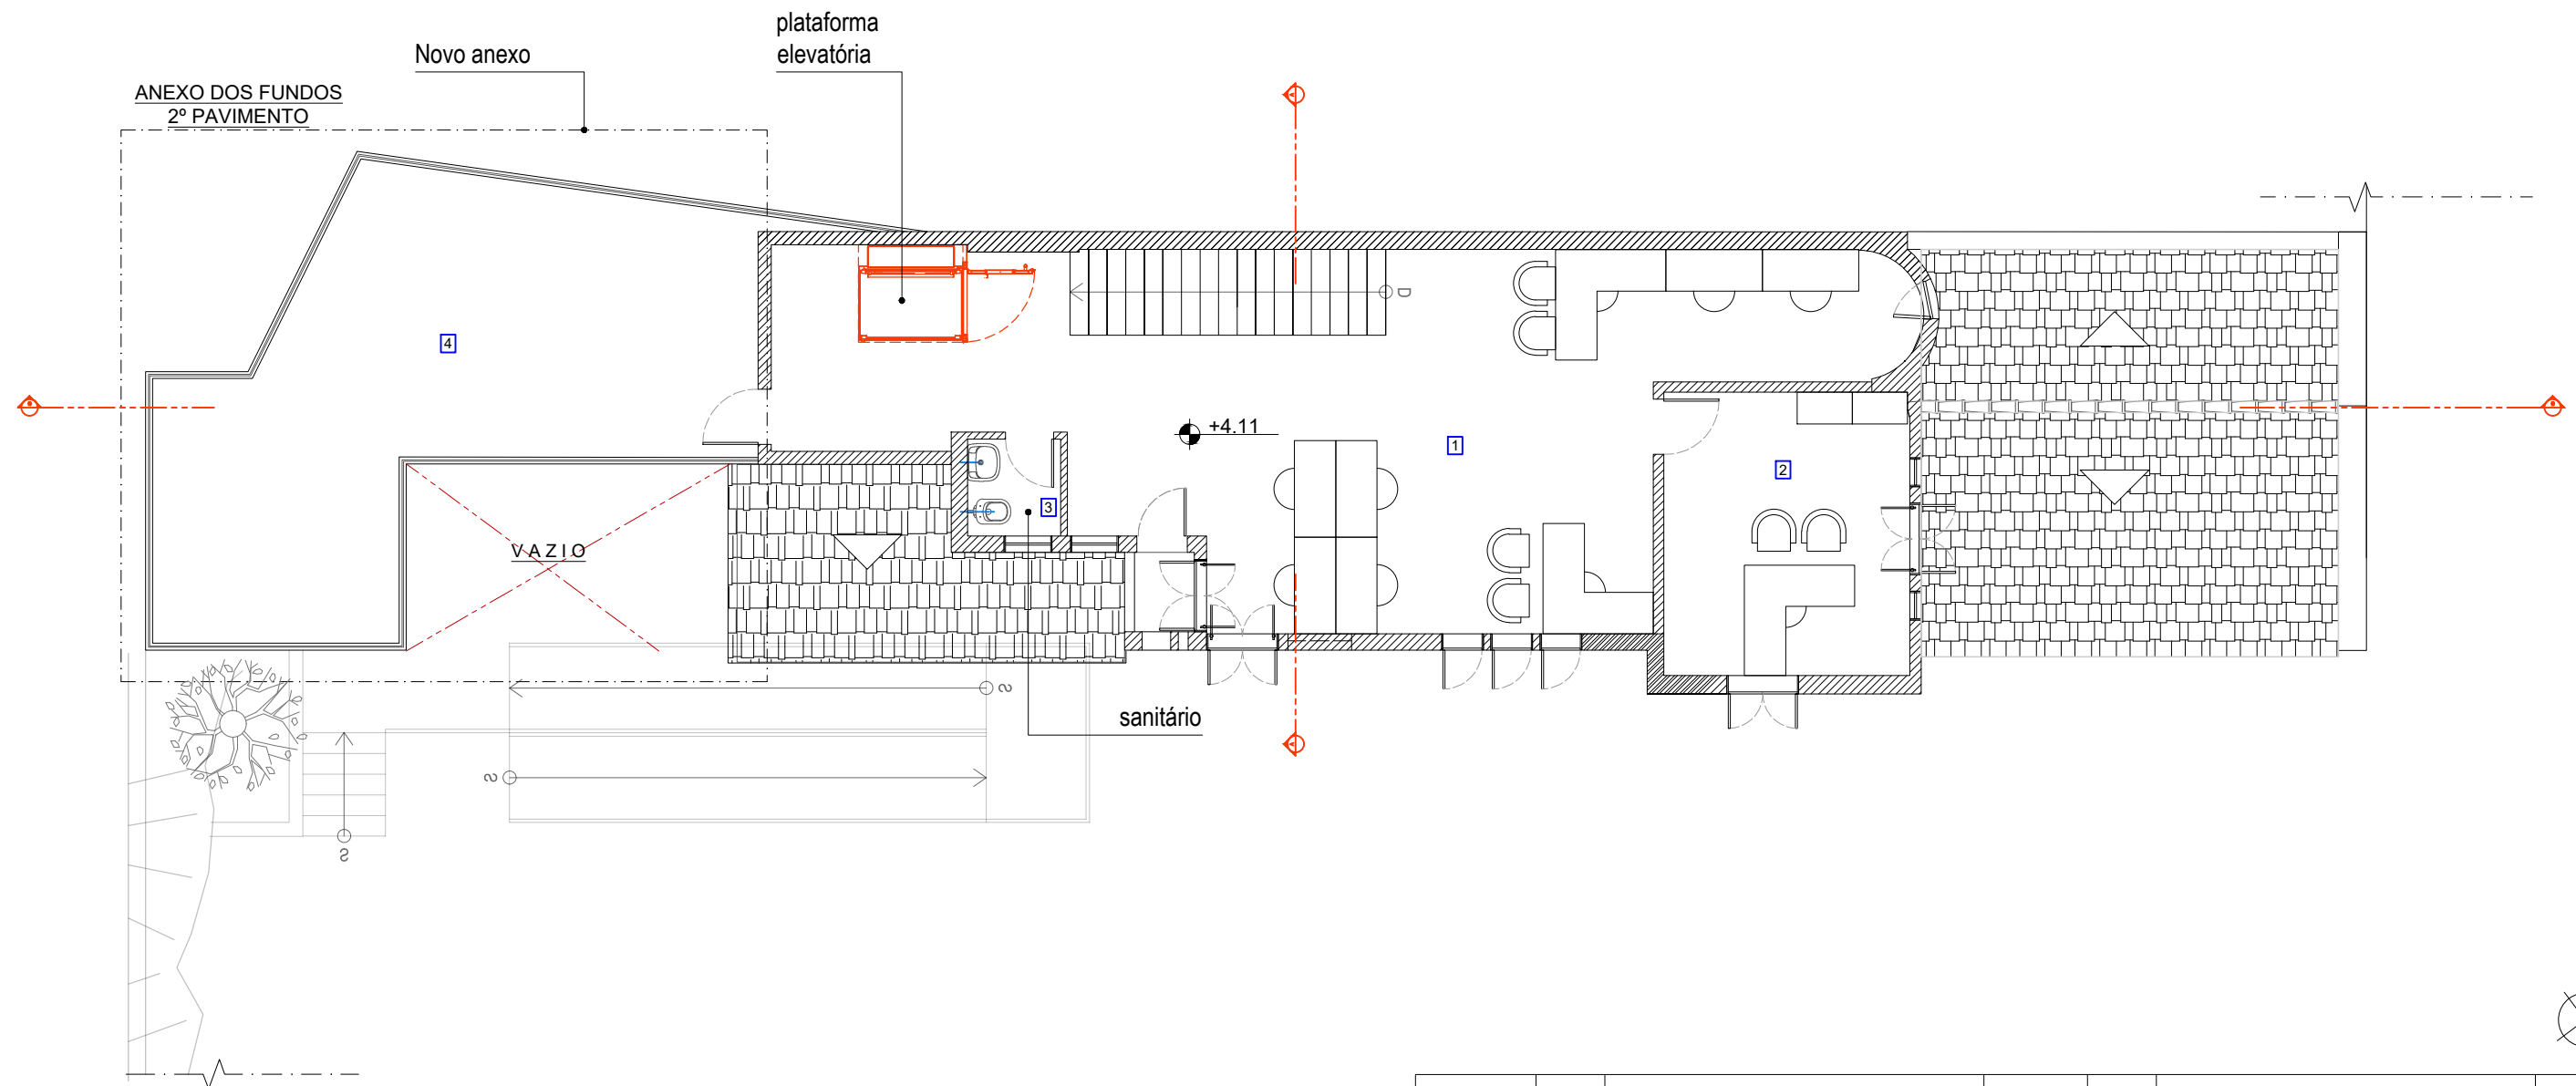 plataforma
elevatória
Novo anexo
ANEXO DOS FUNDOS
2º PAVIMENTO
D
4
+4.11
1
2
3
VAZIO
S
sanitário
S
S